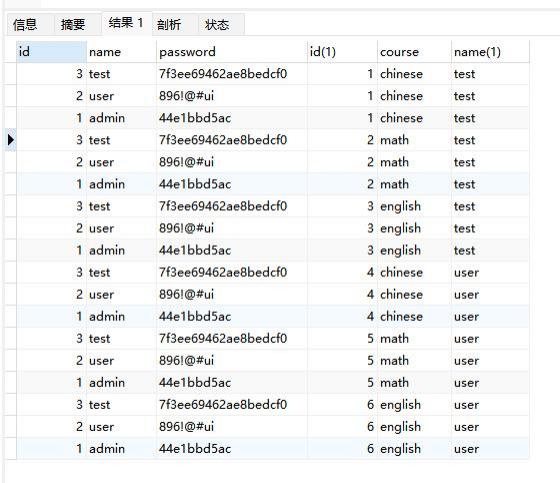 信息 摘要 结果 1 剖析 状态
id name password id(1) course name(1)
3 test 7f3ee69462ae8bedcf0 1 chinese test
2 user 896!@#ui 1 chinese test
1 admin 44e1bbd5ac 1 chinese test
3 test 7f3ee69462ae8bedcf0 2 math test
2 user 896!@#ui 2 math test
1 admin 44e1bbd5ac 2 math test
3 test 7f3ee69462ae8bedcf0 3 english test
2 user 896!@#ui 3 english test
1 admin 44e1bbd5ac 3 english test
3 test 7f3ee69462ae8bedcf0 4 chinese user
2 user 896!@#ui 4 chinese user
1 admin 44e1bbd5ac 4 chinese user
3 test 7f3ee69462ae8bedcf0 5 math user
2 user 896!@#ui 5 math user
1 admin 44e1bbd5ac 5 math user
3 test 7f3ee69462ae8bedcf0 6 english user
2 user 896!@#ui 6 english user
1 admin 44e1bbd5ac 6 english user